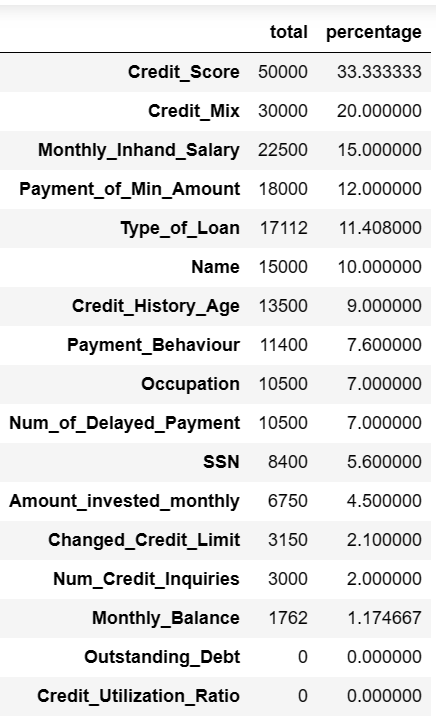 total percentage
Credit_Score 50000 33.333333
Credit_Mix 30000 20.000000
Monthly_Inhand_Salary 22500 15.000000
Payment_of_Min_Amount 18000 12.000000
Type_of_Loan 17112 11.408000
Name 15000 10.000000
Credit_History_Age 13500 9.000000
Payment_Behaviour 11400 7.600000
Occupation 10500 7.000000
Num_of_Delayed_Payment 10500 7.000000
SSN 8400 5.600000
Amount_invested_monthly 6750 4.500000
Changed_Credit_Limit 3150 2.100000
Num_Credit_Inquiries 3000 2.000000
Monthly_Balance 1762 1.174667
Outstanding_Debt 0 0.000000
Credit_Utilization_Ratio 0 0.000000